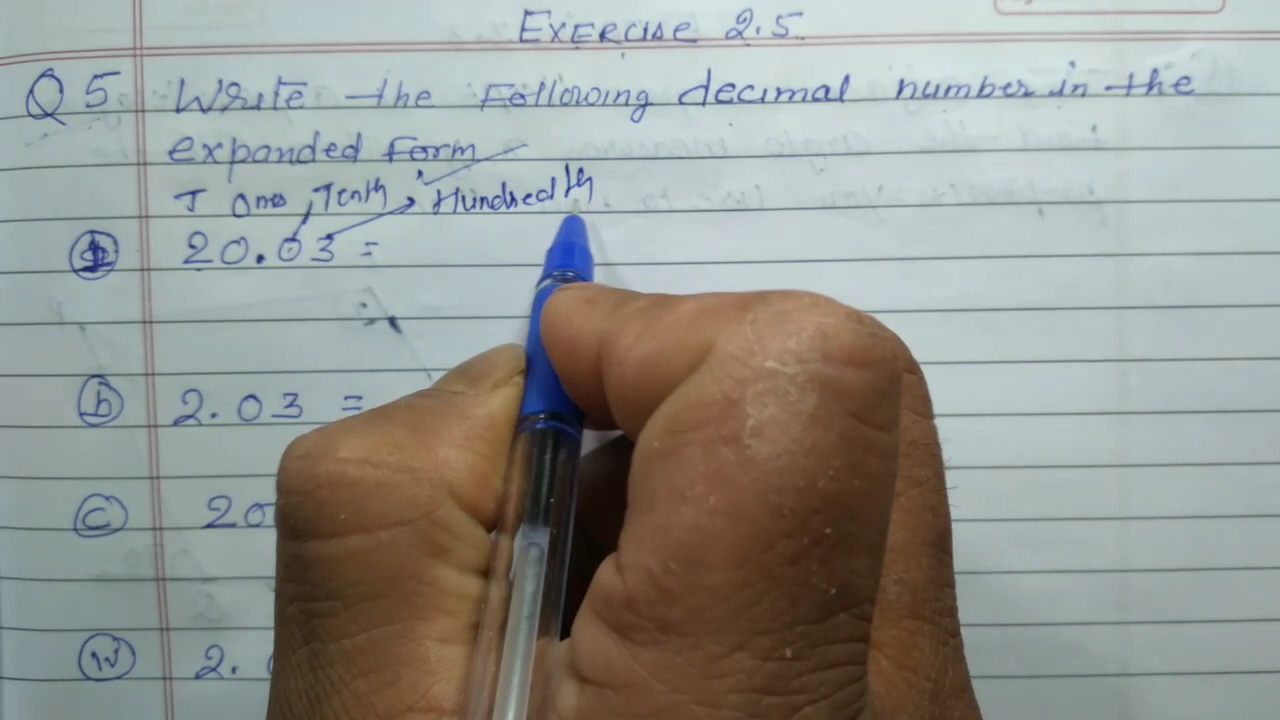 EXERCISE 2.5
Q5 Write the Following decimal number in the
expanded form
T Ones Tenth Hundredth
a 20.03 =
b 2.03 =
c 20
iv 2.